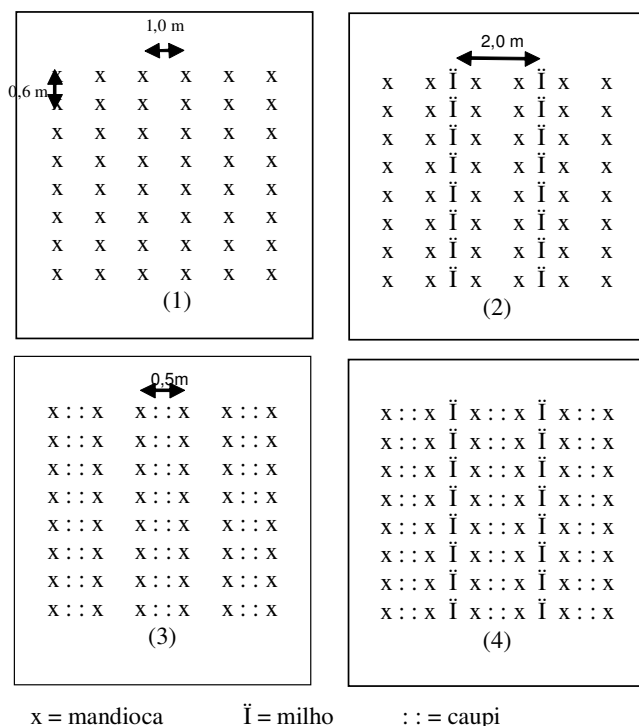 1,0 m
x x x x x x
0,6 m
x x x x x x
x x x x x x
x x x x x x
x x x x x x
x x x x x x
x x x x x x
x x x x x x
(1)
2,0 m
x x Ï x x Ï x x
x x Ï x x Ï x x
x x Ï x x Ï x x
x x Ï x x Ï x x
x x Ï x x Ï x x
x x Ï x x Ï x x
x x Ï x x Ï x x
x x Ï x x Ï x x
(2)
0,5m
x : : x x : : x x : : x
x : : x x : : x x : : x
x : : x x : : x x : : x
x : : x x : : x x : : x
x : : x x : : x x : : x
x : : x x : : x x : : x
x : : x x : : x x : : x
x : : x x : : x x : : x
(3)
x : : x Ï x : : x Ï x : : x
x : : x Ï x : : x Ï x : : x
x : : x Ï x : : x Ï x : : x
x : : x Ï x : : x Ï x : : x
x : : x Ï x : : x Ï x : : x
x : : x Ï x : : x Ï x : : x
x : : x Ï x : : x Ï x : : x
x : : x Ï x : : x Ï x : : x
(4)
x = mandioca Ï = milho : : = caupi